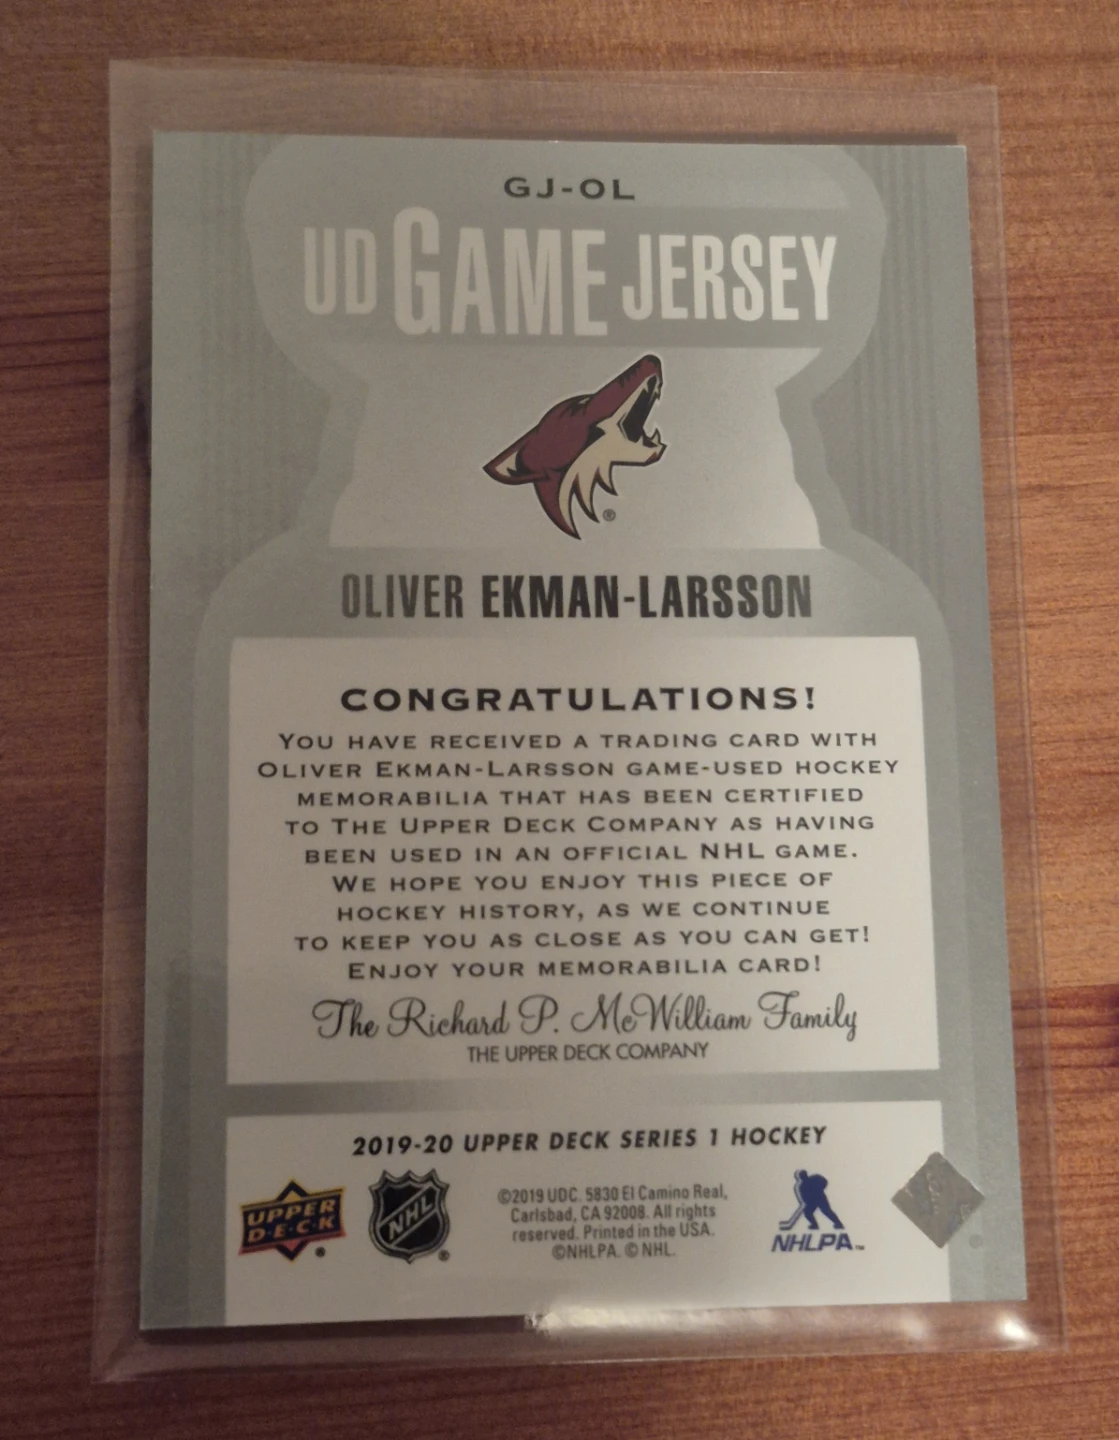 GJ-OL
UD GAME JERSEY
®
OLIVER EKMAN-LARSSON
CONGRATULATIONS!
YOU HAVE RECEIVED A TRADING CARD WITH
OLIVER EKMAN-LARSSON GAME-USED HOCKEY
MEMORABILIA THAT HAS BEEN CERTIFIED
TO THE UPPER DECK COMPANY AS HAVING
BEEN USED IN AN OFFICIAL NHL GAME.
WE HOPE YOU ENJOY THIS PIECE OF
HOCKEY HISTORY, AS WE CONTINUE
TO KEEP YOU AS CLOSE AS YOU CAN GET!
ENJOY YOUR MEMORABILIA CARD!
The Richard P. McWilliam Family
THE UPPER DECK COMPANY
2019-20 UPPER DECK SERIES 1 HOCKEY
UPPER
D·E·C·K ®
NHL ®
©2019 UDC. 5830 El Camino Real,
Carlsbad, CA 92008. All rights
reserved. Printed in the USA.
©NHLPA. © NHL.
NHLPA™